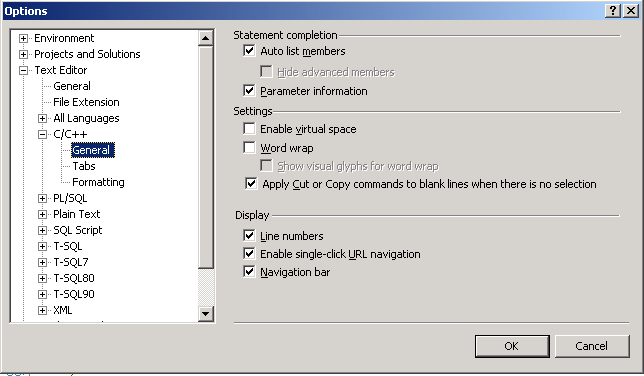 Options
Environment
Projects and Solutions
Text Editor
General
File Extension
All Languages
C/C++
General
Tabs
Formatting
PL/SQL
Plain Text
SQL Script
T-SQL
T-SQL7
T-SQL80
T-SQL90
XML
Statement completion
Auto list members
Hide advanced members
Parameter information
Settings
Enable virtual space
Word wrap
Show visual glyphs for word wrap
Apply Cut or Copy commands to blank lines when there is no selection
Display
Line numbers
Enable single-click URL navigation
Navigation bar
OK Cancel